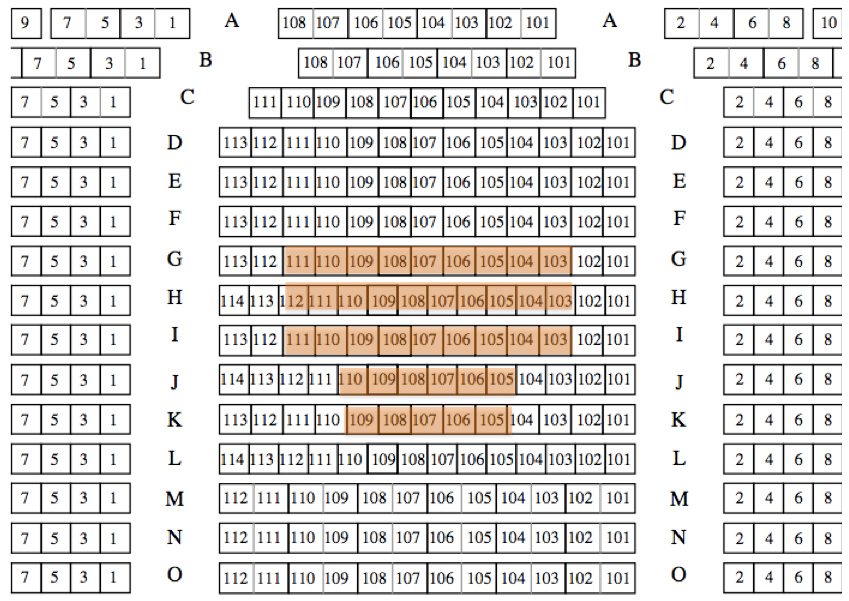 9 7 5 3 1 A 108 107 106 105 104 103 102 101 A 2 4 6 8 10
7 5 3 1 B 108 107 106 105 104 103 102 101 B 2 4 6 8
7 5 3 1 C 111 110 109 108 107 106 105 104 103 102 101 C 2 4 6 8
7 5 3 1 D 113 112 111 110 109 108 107 106 105 104 103 102 101 D 2 4 6 8
7 5 3 1 E 113 112 111 110 109 108 107 106 105 104 103 102 101 E 2 4 6 8
7 5 3 1 F 113 112 111 110 109 108 107 106 105 104 103 102 101 F 2 4 6 8
7 5 3 1 G 113 112 111 110 109 108 107 106 105 104 103 102 101 G 2 4 6 8
7 5 3 1 H 114 113 112 111 110 109 108 107 106 105 104 103 102 101 H 2 4 6 8
7 5 3 1 I 113 112 111 110 109 108 107 106 105 104 103 102 101 I 2 4 6 8
7 5 3 1 J 114 113 112 111 110 109 108 107 106 105 104 103 102 101 J 2 4 6 8
7 5 3 1 K 113 112 111 110 109 108 107 106 105 104 103 102 101 K 2 4 6 8
7 5 3 1 L 114 113 112 111 110 109 108 107 106 105 104 103 102 101 L 2 4 6 8
7 5 3 1 M 112 111 110 109 108 107 106 105 104 103 102 101 M 2 4 6 8
7 5 3 1 N 112 111 110 109 108 107 106 105 104 103 102 101 N 2 4 6 8
7 5 3 1 O 112 111 110 109 108 107 106 105 104 103 102 101 O 2 4 6 8